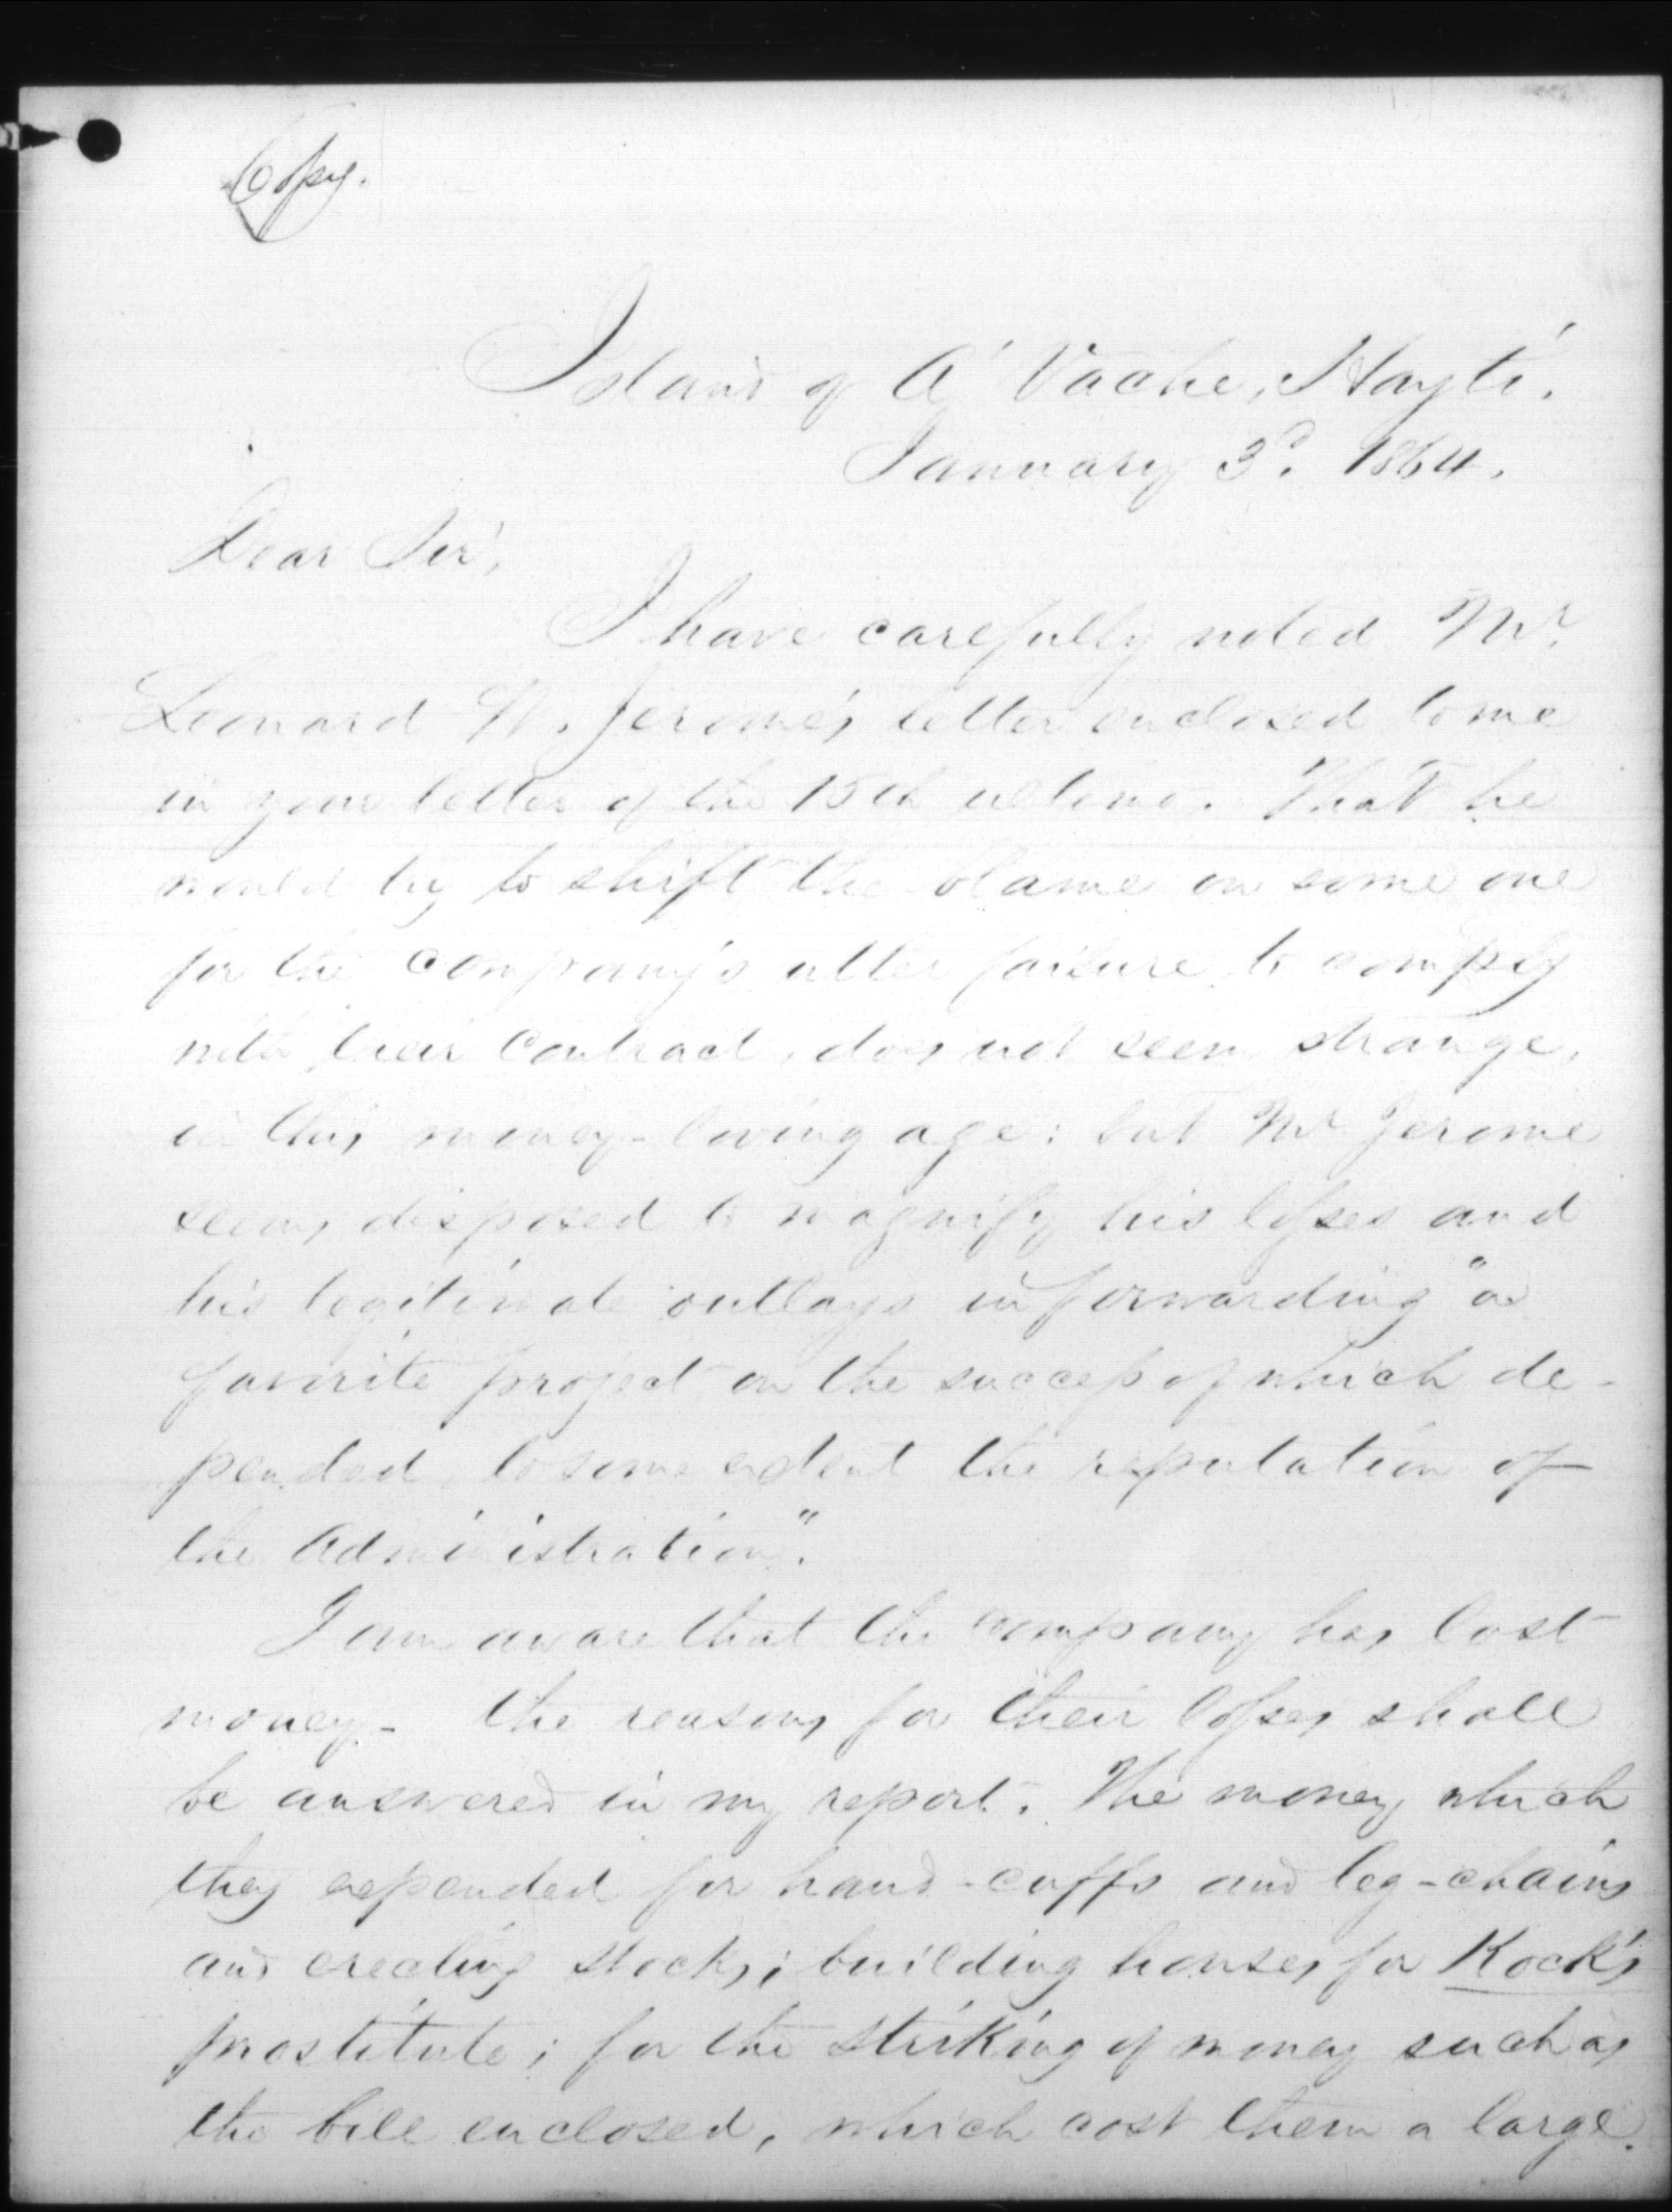 Copy.
Island of A' Vache, Hayti.
January 3d. 1864.
Dear Sir,
I have carefully noted Mr.
Leonard W. Jerome's letter enclosed to me
in your letter of the 15th ultimo. That he
would try to shift the blame on some one
for the company's utter failure to comply
with their contract, does not seem strange,
in this money-loving age: but Mr Jerome
seems disposed to magnify his losses and
his legitimate outlays in forwarding "a
favorite project on the success of which de-
pended, to some extent the reputation of
the Administration".
I am aware that the company has lost
money - the reasons for their losses shall
be answered in my report. The money which
they expended for hand-cuffs and leg-chains
and erecting stocks; building houses for Kock's
prostitute; for the striking of money such as
the bill enclosed, which cost them a large